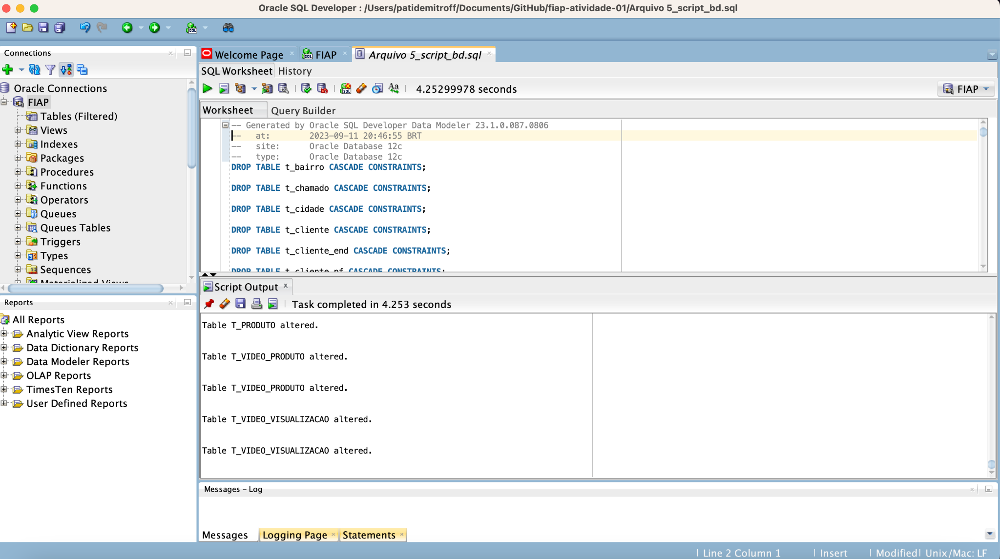 Oracle SQL Developer : /Users/patidemitroff/Documents/GitHub/fiap-atividade-01/Arquivo 5_script_bd.sql
Connections
Oracle Connections
FIAP
Tables (Filtered)
Views
Indexes
Packages
Procedures
Functions
Operators
Queues
Queues Tables
Triggers
Types
Sequences
Materialized Views
Reports
All Reports
Analytic View Reports
Data Dictionary Reports
Data Modeler Reports
OLAP Reports
TimesTen Reports
User Defined Reports
Welcome Page
FIAP
Arquivo 5_script_bd.sql
SQL Worksheet
History
4.25299978 seconds
FIAP
Worksheet
Query Builder
-- Generated by Oracle SQL Developer Data Modeler 23.1.0.087.0806
-- at: 2023-09-11 20:46:55 BRT
-- site: Oracle Database 12c
-- type: Oracle Database 12c
DROP TABLE t_bairro CASCADE CONSTRAINTS;
DROP TABLE t_chamado CASCADE CONSTRAINTS;
DROP TABLE t_cidade CASCADE CONSTRAINTS;
DROP TABLE t_cliente CASCADE CONSTRAINTS;
DROP TABLE t_cliente_end CASCADE CONSTRAINTS;
DROP TABLE t_cliente_pf CASCADE CONSTRAINTS;
Script Output
Task completed in 4.253 seconds
Table T_PRODUTO altered.
Table T_VIDEO_PRODUTO altered.
Table T_VIDEO_PRODUTO altered.
Table T_VIDEO_VISUALIZACAO altered.
Table T_VIDEO_VISUALIZACAO altered.
Messages - Log
Messages
Logging Page
Statements
Line 2 Column 1
Insert
Modified
Unix/Mac: LF